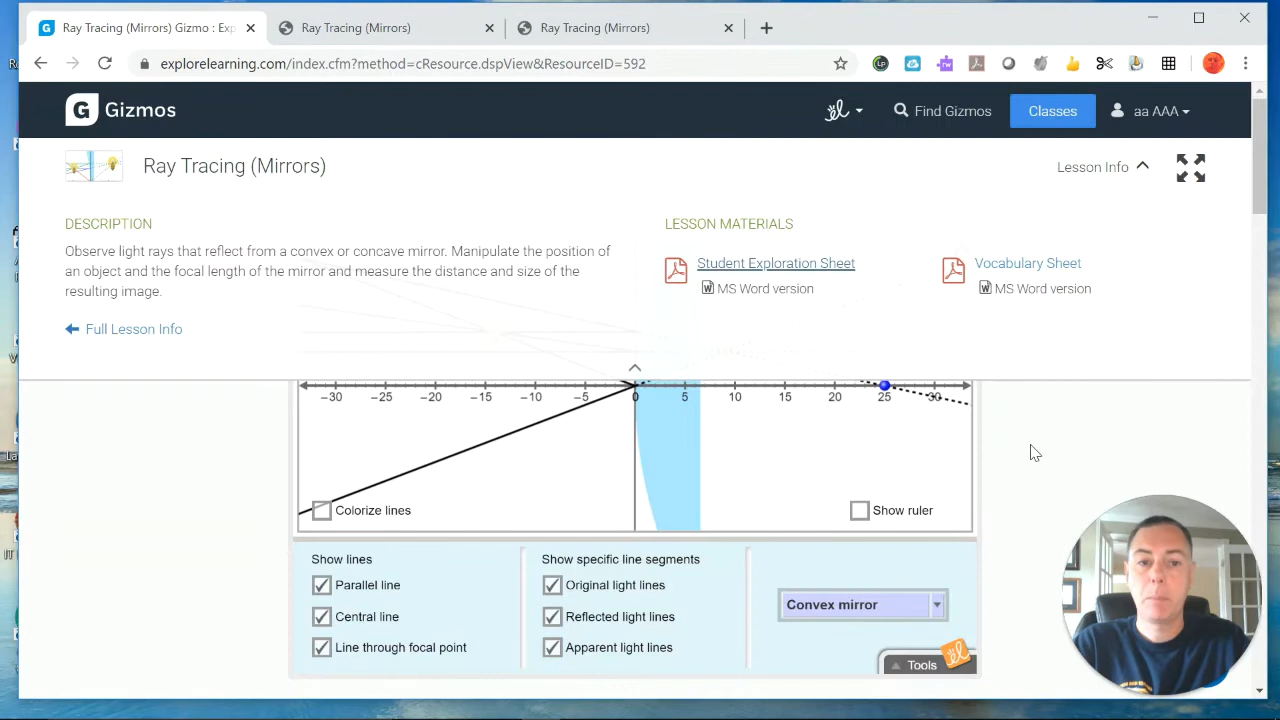 Ray Tracing (Mirrors) Gizmo : Exp
Ray Tracing (Mirrors)
Ray Tracing (Mirrors)
explorelearning.com/index.cfm?method=cResource.dspView&ResourceID=592
G Gizmos
Find Gizmos
Classes
aa AAA
Ray Tracing (Mirrors)
Lesson Info
DESCRIPTION
Observe light rays that reflect from a convex or concave mirror. Manipulate the position of
an object and the focal length of the mirror and measure the distance and size of the
resulting image.
Full Lesson Info
LESSON MATERIALS
Student Exploration Sheet
MS Word version
Vocabulary Sheet
MS Word version
−30 −25 −20 −15 −10 −5 0 5 10 15 20 25 30
Colorize lines
Show ruler
Show lines
Parallel line
Central line
Line through focal point
Show specific line segments
Original light lines
Reflected light lines
Apparent light lines
Convex mirror
Tools